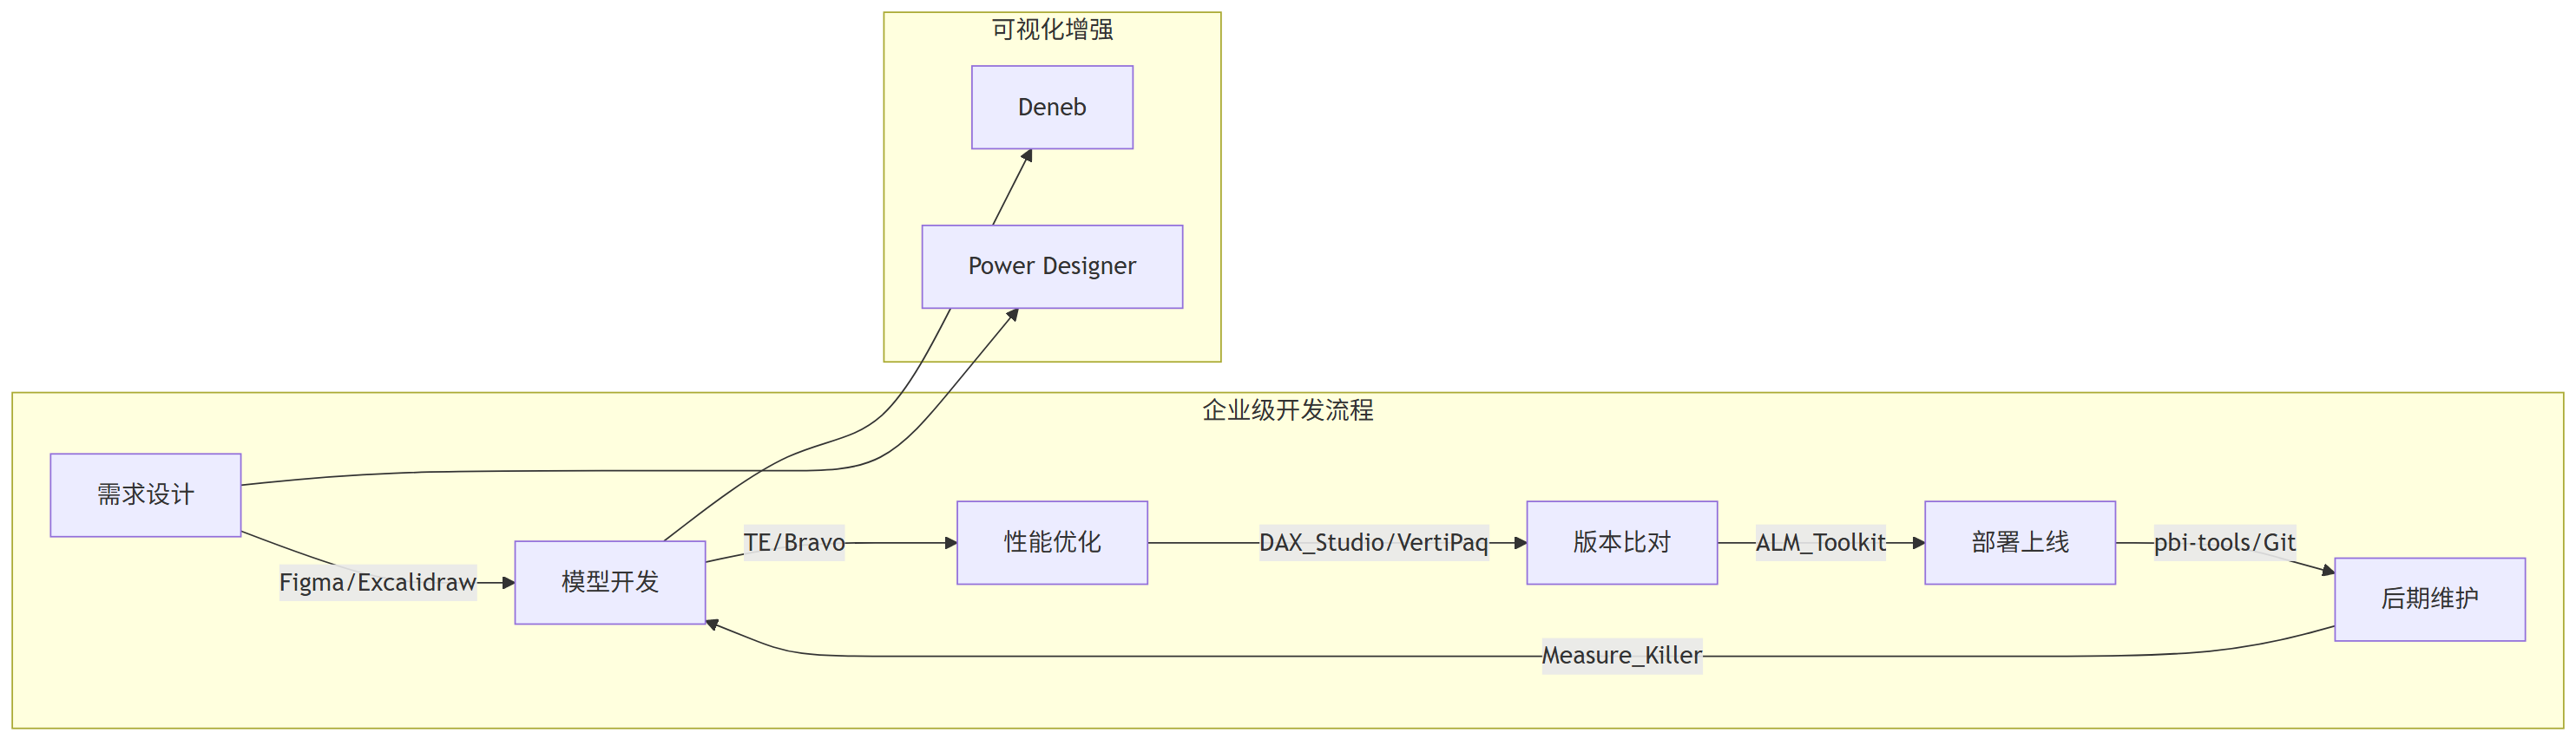 可视化增强
Deneb
Power Designer
企业级开发流程
需求设计
Figma/Excalidraw
模型开发
TE/Bravo
性能优化
DAX_Studio/VertiPaq
版本比对
ALM_Toolkit
部署上线
pbi-tools/Git
后期维护
Measure_Killer